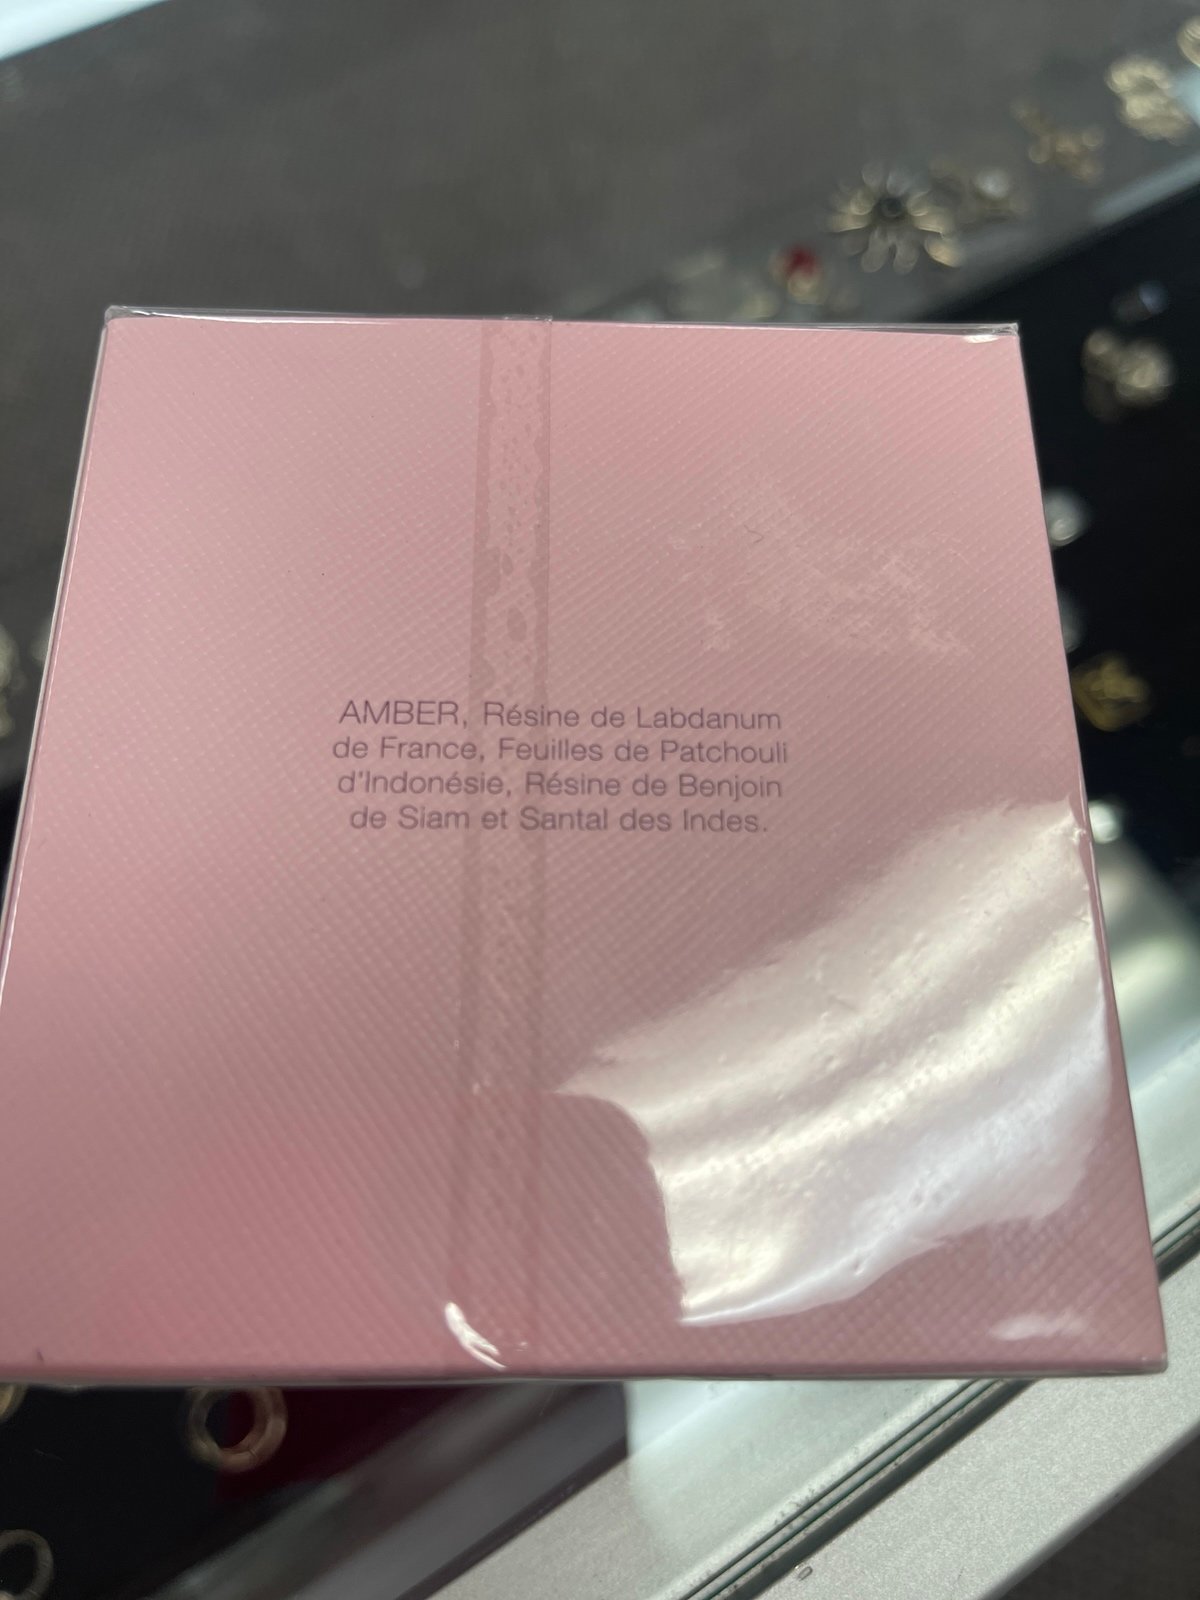 AMBER, Résine de Labdanum
de France, Feuilles de Patchouli
d'Indonésie, Résine de Benjoin
de Siam et Santal des Indes.